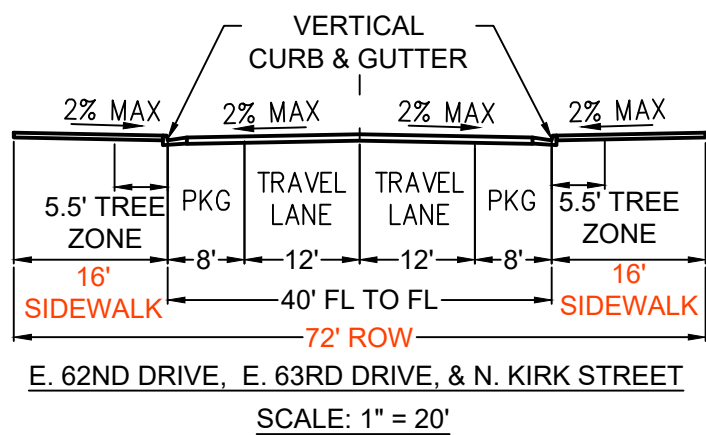 VERTICAL
CURB & GUTTER
2% MAX
2% MAX
2% MAX
2% MAX
5.5' TREE
ZONE
PKG
TRAVEL
LANE
TRAVEL
LANE
PKG
5.5' TREE
ZONE
8'
12'
12'
8'
16'
SIDEWALK
40' FL TO FL
16'
SIDEWALK
72' ROW
E. 62ND DRIVE, E. 63RD DRIVE, & N. KIRK STREET
SCALE: 1" = 20'